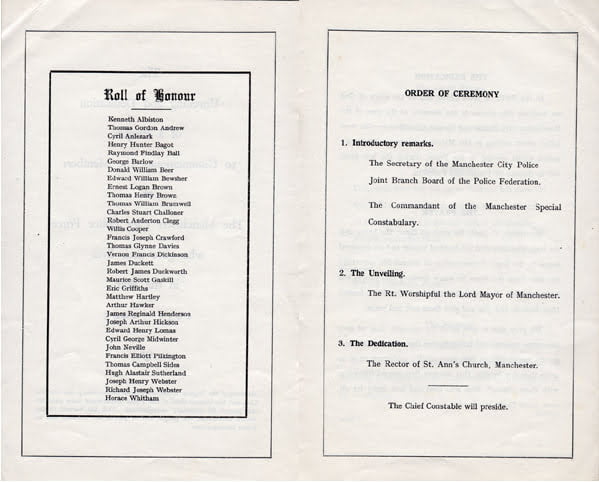 Roll of Honour
Kenneth Albiston
Thomas Gordon Andrew
Cyril Anlezark
Henry Hunter Bagot
Raymond Findlay Ball
George Barlow
Donald William Beer
Edward William Bewsher
Ernest Logan Brown
Thomas Henry Brown
Thomas William Brumwell
Charles Stuart Challoner
Robert Anderton Clegg
Willis Cooper
Francis Joseph Crawford
Thomas Glynne Davies
Vernon Francis Dickinson
James Duckett
Robert James Duckworth
Maurice Scott Gaskill
Eric Griffiths
Matthew Hartley
Arthur Hawker
James Reginald Henderson
Joseph Arthur Hickson
Edward Henry Lomas
Cyril George Midwinter
John Neville
Francis Elliott Pilkington
Thomas Campbell Sides
Hugh Alastair Sutherland
Joseph Henry Webster
Richard Joseph Webster
Horace Whitham
ORDER OF CEREMONY
1. Introductory remarks.
The Secretary of the Manchester City Police
Joint Branch Board of the Police Federation.
The Commandant of the Manchester Special
Constabulary.
2. The Unveiling.
The Rt. Worshipful the Lord Mayor of Manchester.
3. The Dedication.
The Rector of St. Ann's Church, Manchester.
The Chief Constable will preside.